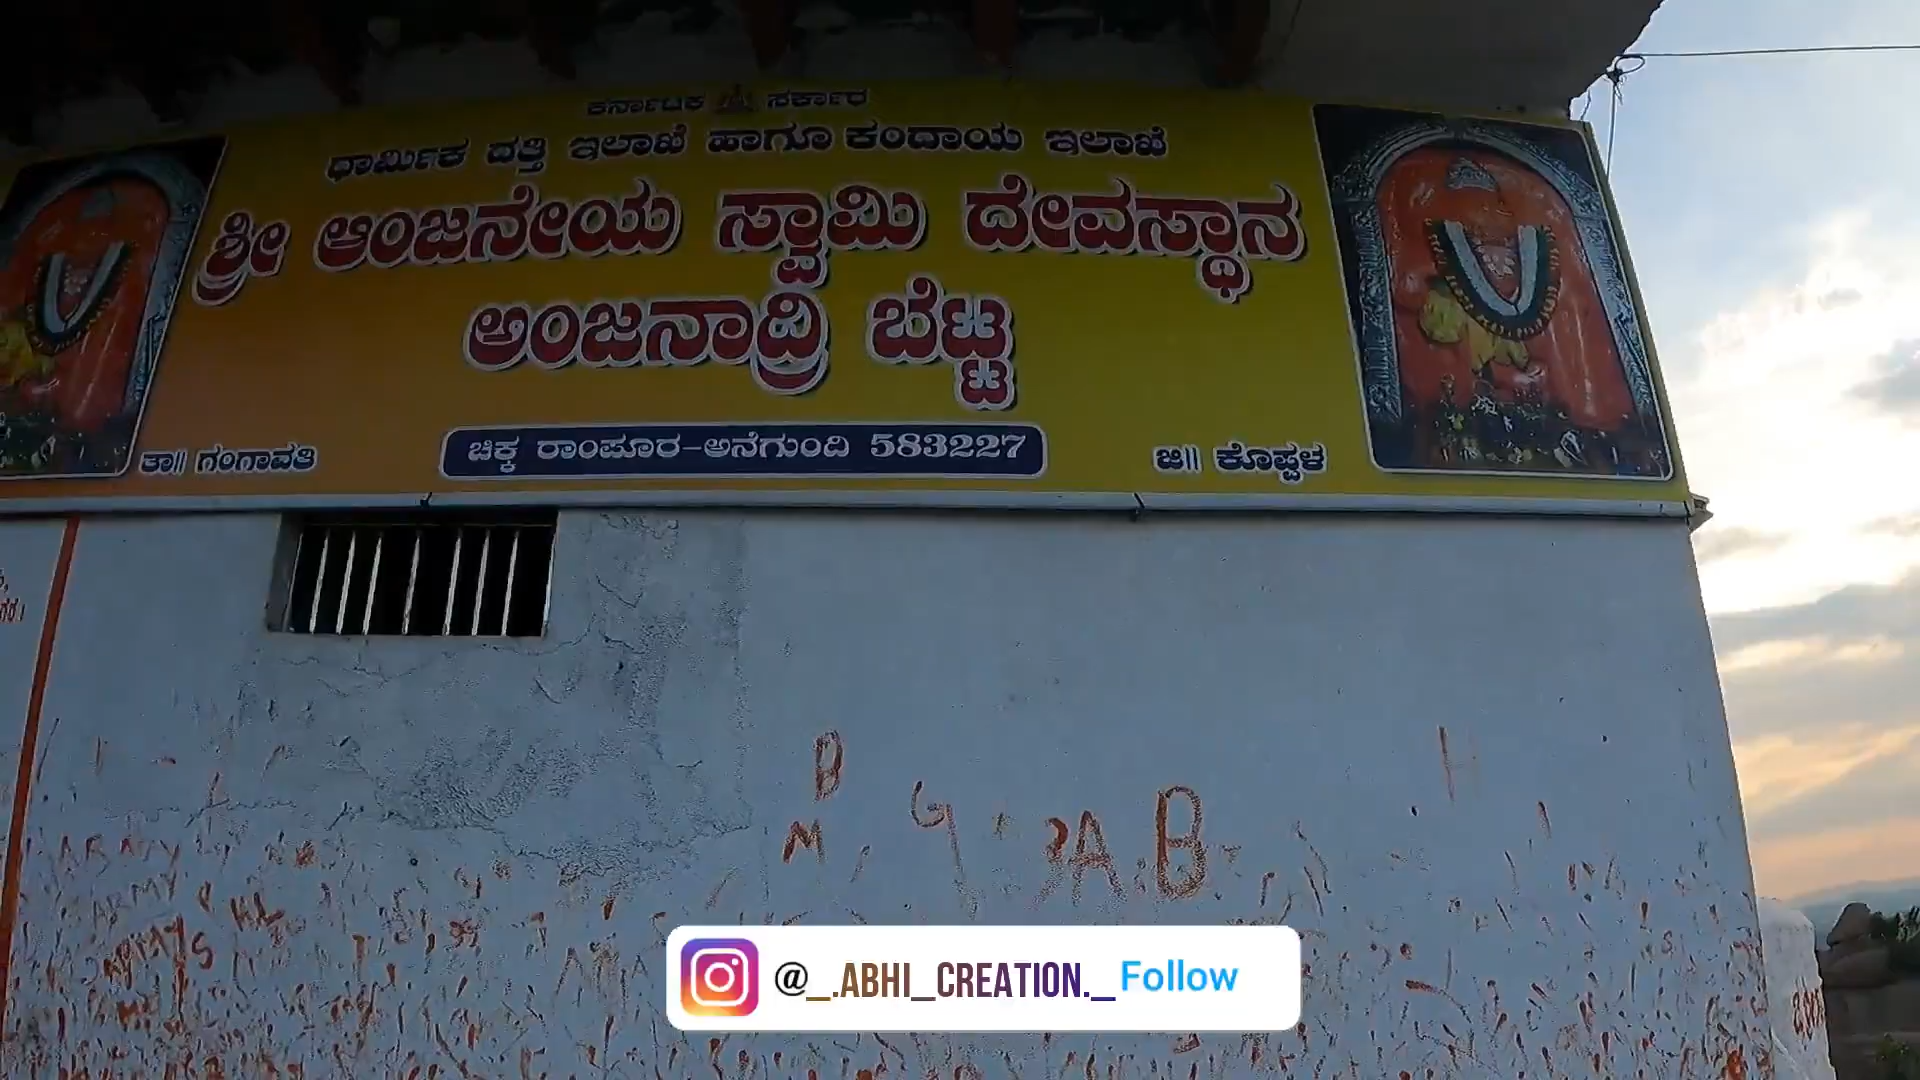 ಕರ್ನಾಟಕ ಸರ್ಕಾರ
ಧಾರ್ಮಿಕ ದತ್ತಿ ಇಲಾಖೆ ಹಾಗೂ ಕಂದಾಯ ಇಲಾಖೆ
ಶ್ರೀ ಆಂಜನೇಯ ಸ್ವಾಮಿ ದೇವಸ್ಥಾನ
ಅಂಜನಾದ್ರಿ ಬೆಟ್ಟ
ತಾ|| ಗಂಗಾವತಿ
ಚಿಕ್ಕ ರಾಂಪೂರ-ಅನೆಗುಂದಿ 583227
ಜಿ|| ಕೊಪ್ಪಳ
B
M G A B H
ARMY
@_.ABHI_CREATION._ Follow